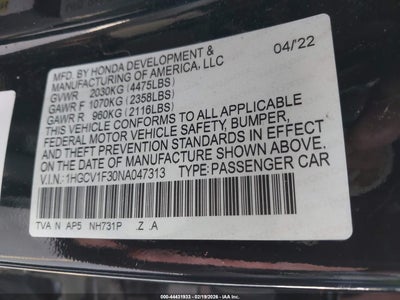 MFD. BY HONDA DEVELOPMENT & 04/22
MANUFACTURING OF AMERICA, LLC
GVWR 2030KG (4475LBS)
GAWR F 1070KG (2358LBS)
GAWR R 960KG (2116LBS)
THIS VEHICLE CONFORMS TO ALL APPLICABLE
FEDERAL MOTOR VEHICLE SAFETY, BUMPER,
AND THEFT PREVENTION STANDARDS IN EFFECT
ON THE DATE OF MANUFACTURE SHOWN ABOVE.
V.I.N.: 1HGCV1F30NA047313 TYPE: PASSENGER CAR
TVA N AP5 NH731P .Z .A
000-44431933 - 02/19/2026 - IAA Inc.